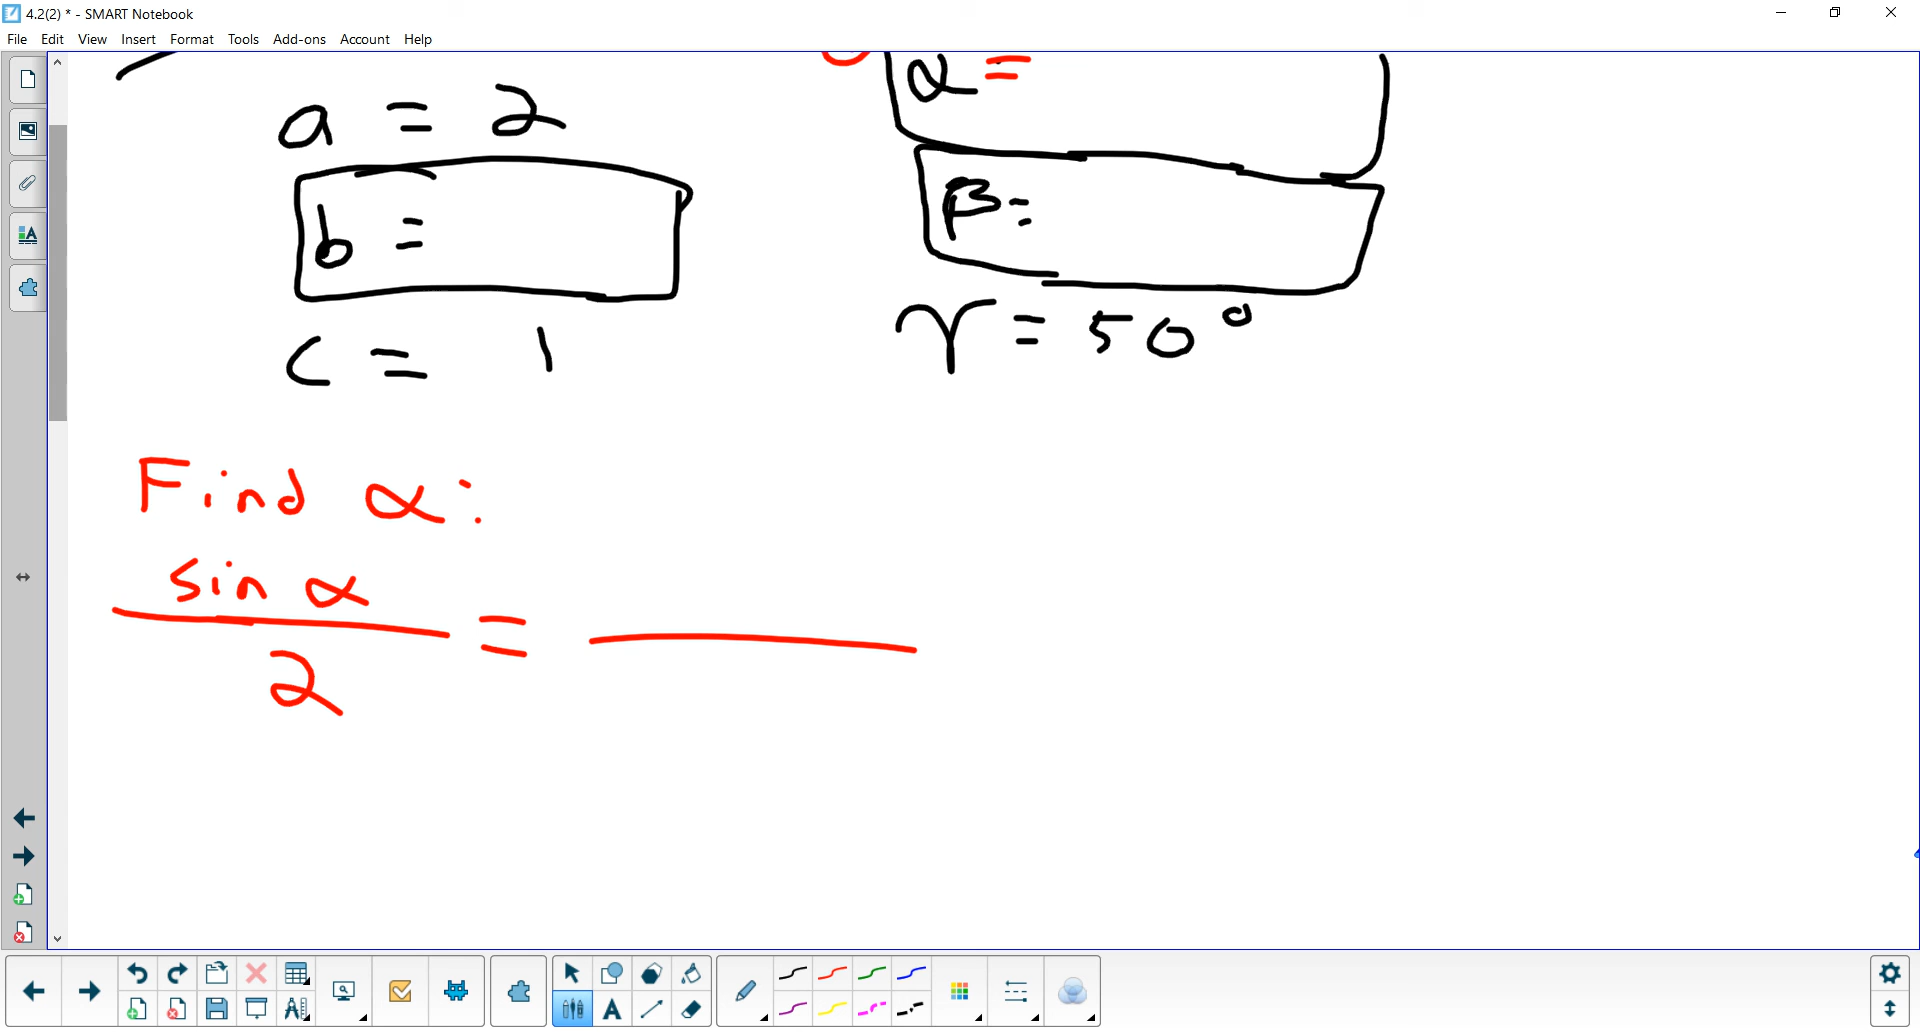 4.2(2) * - SMART Notebook
File Edit View Insert Format Tools Add-ons Account Help
a = 2
b =
c = 1
α =
β =
γ = 50°
Find α:
sin α
2
=